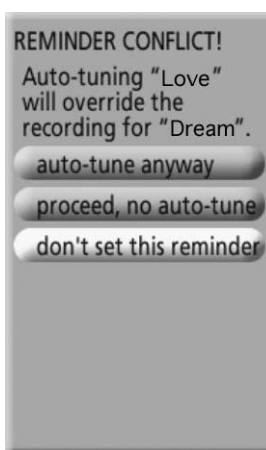 REMINDER CONFLICT!
Auto-tuning "Love"
will override the
recording for "Dream".
auto-tune anyway
proceed, no auto-tune
don't set this reminder